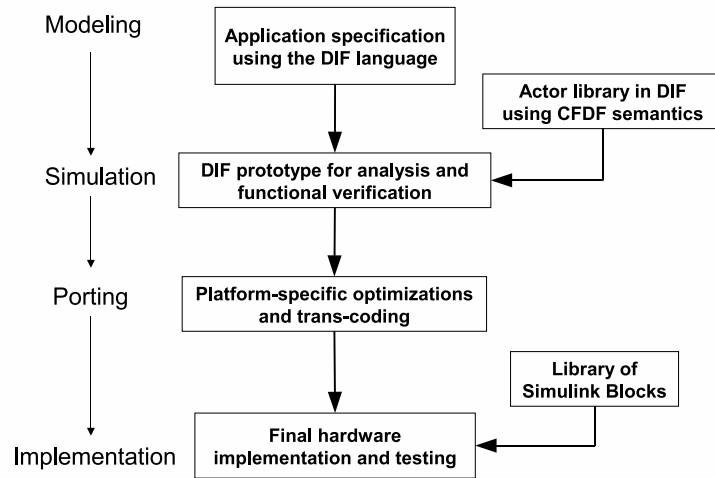 Modeling
Application specification
using the DIF language
Actor library in DIF
using CFDF semantics
Simulation
DIF prototype for analysis and
functional verification
Porting
Platform-specific optimizations
and trans-coding
Library of
Simulink Blocks
Implementation
Final hardware
implementation and testing